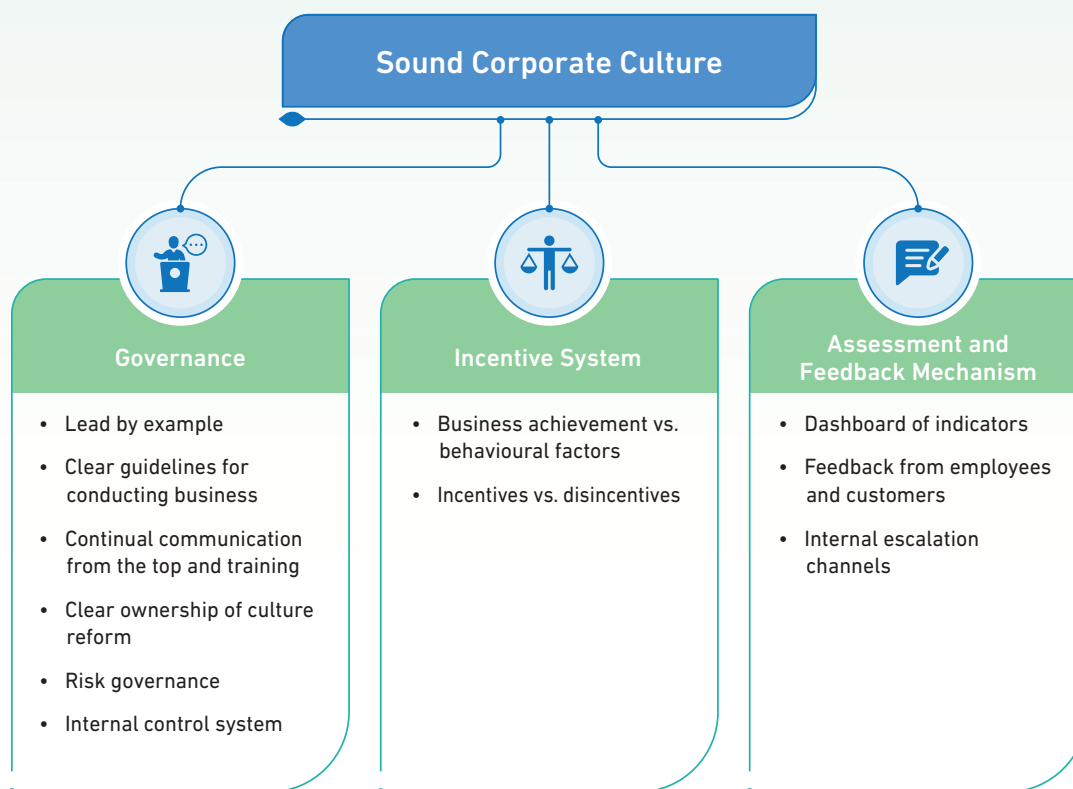 Sound Corporate Culture
Governance
• Lead by example
• Clear guidelines for
conducting business
• Continual communication
from the top and training
• Clear ownership of culture
reform
• Risk governance
• Internal control system
Incentive System
• Business achievement vs.
behavioural factors
• Incentives vs. disincentives
Assessment and
Feedback Mechanism
• Dashboard of indicators
• Feedback from employees
and customers
• Internal escalation
channels